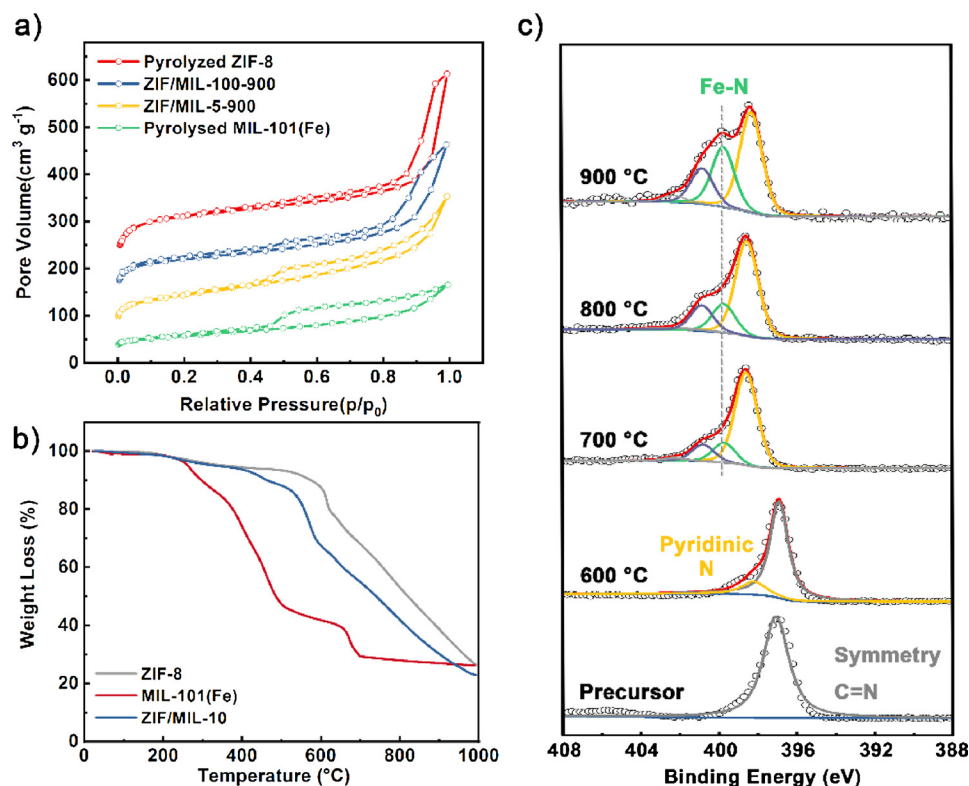 a)
Pyrolyzed ZIF-8
ZIF/MIL-100-900
ZIF/MIL-5-900
Pyrolysed MIL-101(Fe)
Pore Volume(cm³ g⁻¹)
600
500
400
300
200
100
0
0.0 0.2 0.4 0.6 0.8 1.0
Relative Pressure(p/p₀)
b)
Weight Loss (%)
100
80
60
40
20
0
ZIF-8
MIL-101(Fe)
ZIF/MIL-10
0 200 400 600 800 1000
Temperature (°C)
c)
Fe-N
900 °C
800 °C
700 °C
600 °C
Pyridinic
N
Precursor
Symmetry
C=N
408 404 400 396 392 388
Binding Energy (eV)